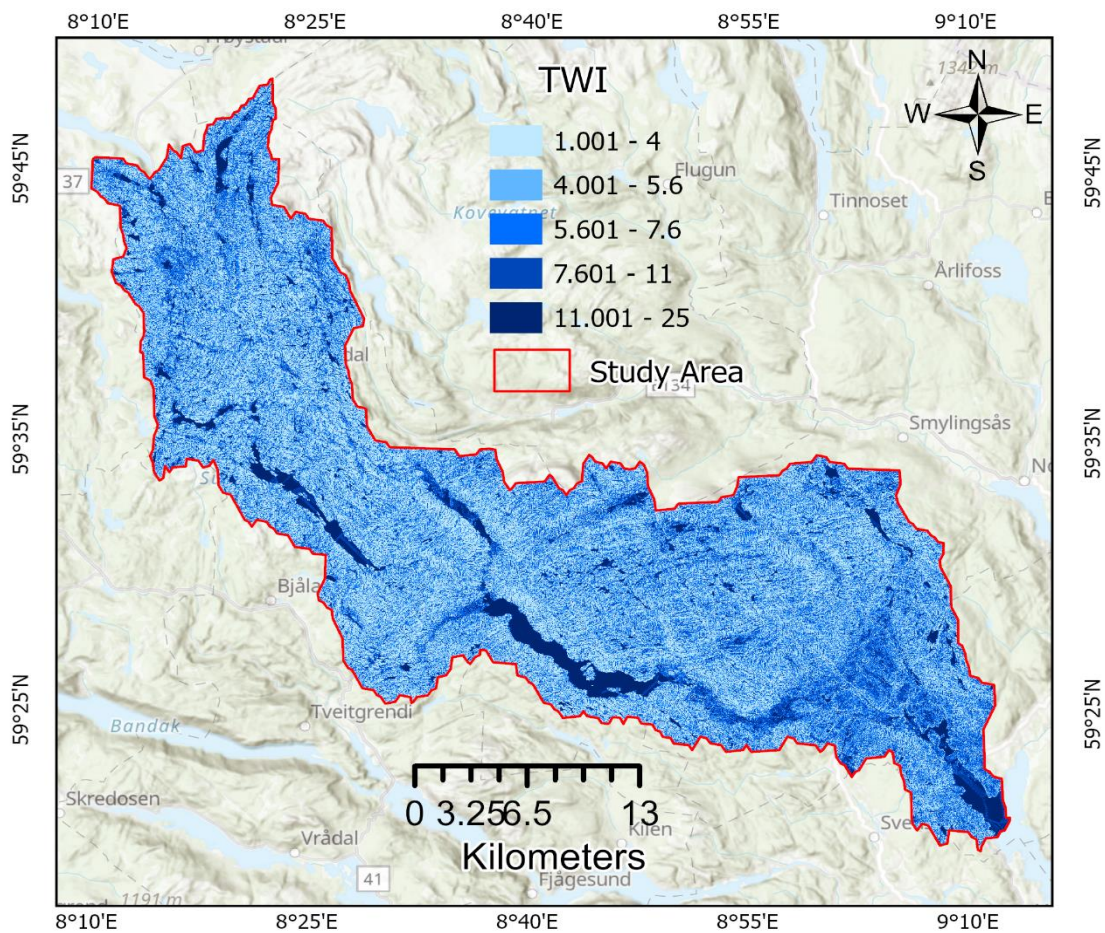 8°10'E 8°25'E 8°40'E 8°55'E 9°10'E
1342 m
N
TWI
W E
S
1.001 - 4
59°45'N
59°45'N
37
Flugun
4.001 - 5.6
Tinnoset
Kovevatnet
5.601 - 7.6
7.601 - 11
Årlifoss
11.001 - 25
dal
Study Area
134
59°35'N
59°35'N
Smylingsås
No
Bjåla
59°25'N
59°25'N
Tveitgrendi
Bandak
0 3.25 6.5 13
Skredosen
Kilen
Sve
Vrådal
Kilometers
41
Fjågesund
1191 m
grend
8°10'E 8°25'E 8°40'E 8°55'E 9°10'E